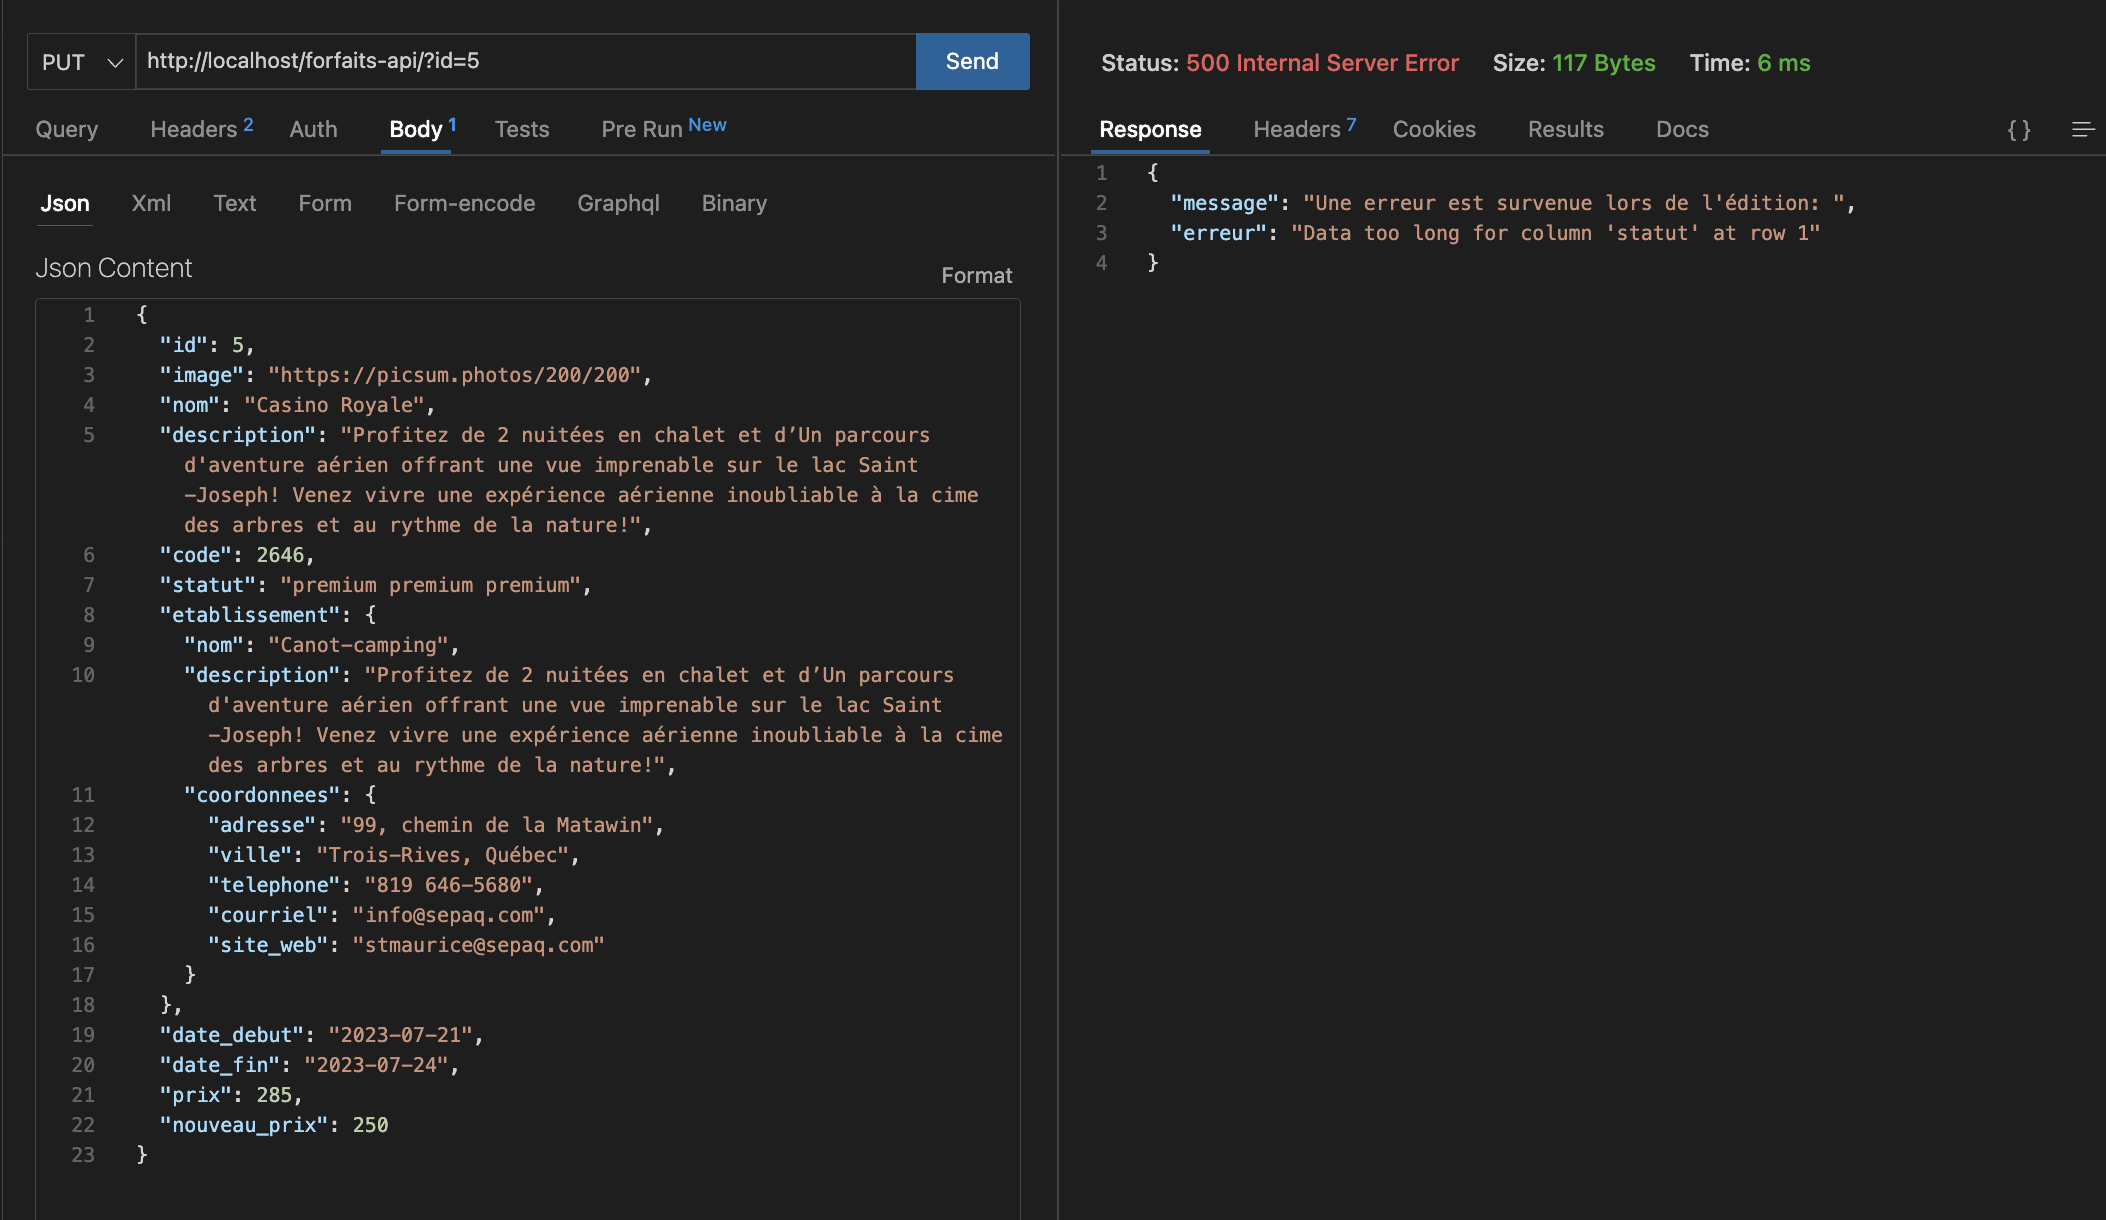 PUT http://localhost/forfaits-api/?id=5 Send
Query Headers 2 Auth Body 1 Tests Pre Run New
Json Xml Text Form Form-encode Graphql Binary
Json Content Format
1 {
2 "id": 5,
3 "image": "https://picsum.photos/200/200",
4 "nom": "Casino Royale",
5 "description": "Profitez de 2 nuitées en chalet et d’Un parcours
d'aventure aérien offrant une vue imprenable sur le lac Saint
-Joseph! Venez vivre une expérience aérienne inoubliable à la cime
des arbres et au rythme de la nature!",
6 "code": 2646,
7 "statut": "premium premium premium",
8 "etablissement": {
9 "nom": "Canot-camping",
10 "description": "Profitez de 2 nuitées en chalet et d’Un parcours
d'aventure aérien offrant une vue imprenable sur le lac Saint
-Joseph! Venez vivre une expérience aérienne inoubliable à la cime
des arbres et au rythme de la nature!",
11 "coordonnees": {
12 "adresse": "99, chemin de la Matawin",
13 "ville": "Trois-Rives, Québec",
14 "telephone": "819 646-5680",
15 "courriel": "info@sepaq.com",
16 "site_web": "stmaurice@sepaq.com"
17 }
18 },
19 "date_debut": "2023-07-21",
20 "date_fin": "2023-07-24",
21 "prix": 285,
22 "nouveau_prix": 250
23 }
Status: 500 Internal Server Error Size: 117 Bytes Time: 6 ms
Response Headers 7 Cookies Results Docs {}
1 {
2 "message": "Une erreur est survenue lors de l'édition: ",
3 "erreur": "Data too long for column 'statut' at row 1"
4 }